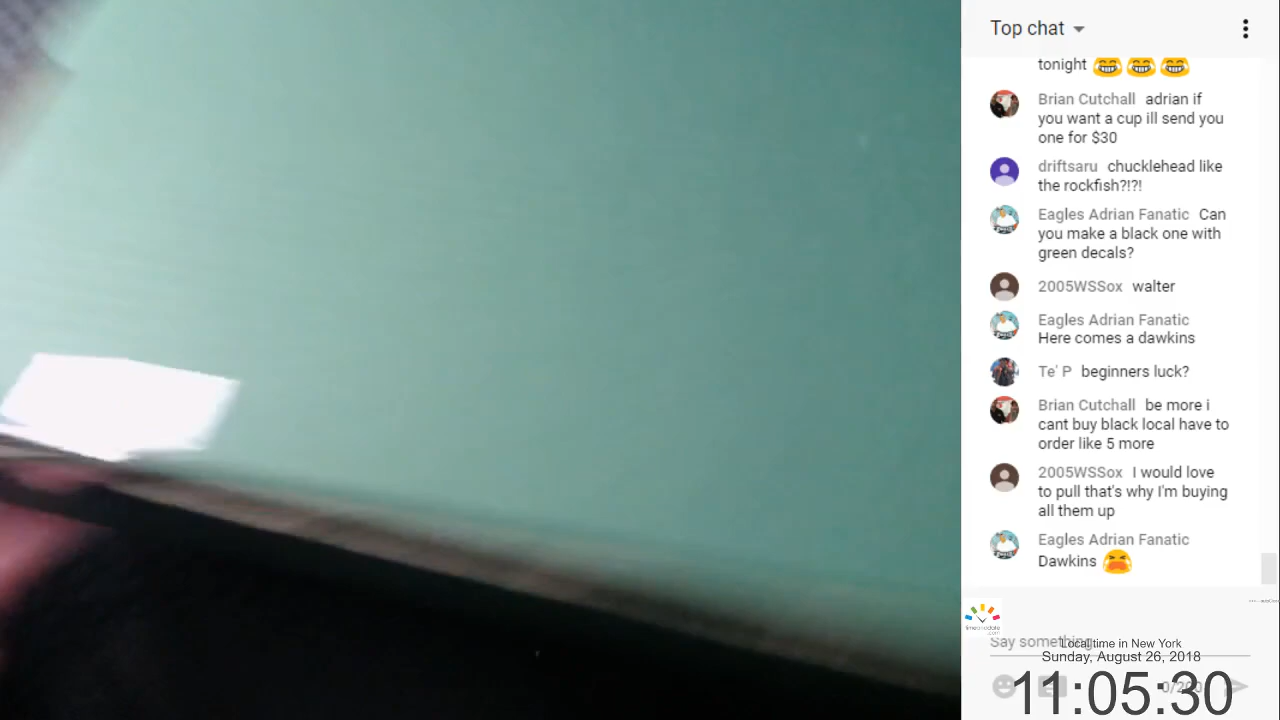 Top chat
tonight 😂😂😂
Brian Cutchall adrian if
you want a cup ill send you
one for $30
driftsaru chucklehead like
the rockfish?!?!
Eagles Adrian Fanatic Can
you make a black one with
green decals?
2005WSSox walter
Eagles Adrian Fanatic
Here comes a dawkins
Te' P beginners luck?
Brian Cutchall be more i
cant buy black local have to
order like 5 more
2005WSSox I would love
to pull that's why I'm buying
all them up
Eagles Adrian Fanatic
Dawkins 😫
Say something...
Local time in New York
Sunday, August 26, 2018
11:05:30